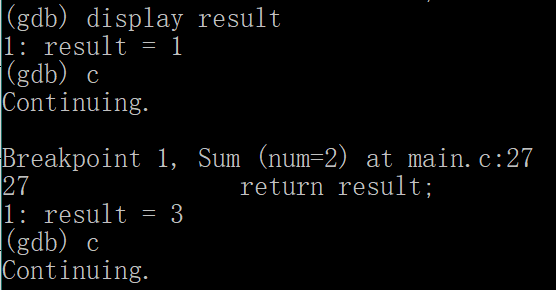 (gdb) display result
1: result = 1
(gdb) c
Continuing.

Breakpoint 1, Sum (num=2) at main.c:27
27              return result;
1: result = 3
(gdb) c
Continuing.